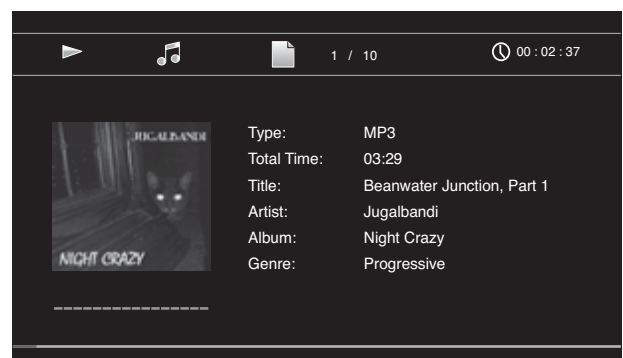 1 / 10 00 : 02 : 37
JUGALBANDI
NIGHT CRAZY
Type: MP3
Total Time: 03:29
Title: Beanwater Junction, Part 1
Artist: Jugalbandi
Album: Night Crazy
Genre: Progressive